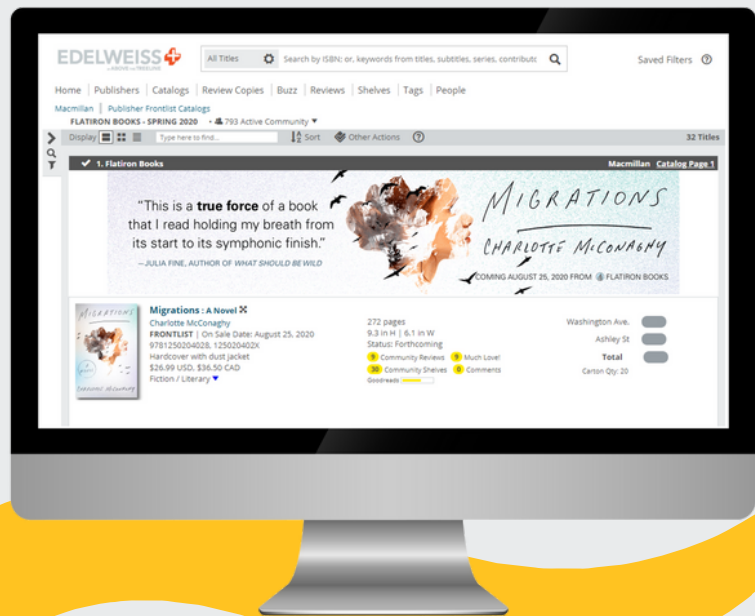 EDELWEISS+
by ABOVE the TREELINE
All Titles
Search by ISBN; or, keywords from titles, subtitles, series, contributc
Saved Filters ?
Home | Publishers | Catalogs | Review Copies | Buzz | Reviews | Shelves | Tags | People
Macmillan | Publisher Frontlist Catalogs
FLATIRON BOOKS - SPRING 2020 • 793 Active Community ▼
Display Type here to find... Sort Other Actions ? 32 Titles
✔ 1. Flatiron Books Macmillan Catalog Page 1
"This is a true force of a book
that I read holding my breath from
its start to its symphonic finish."
—JULIA FINE, AUTHOR OF WHAT SHOULD BE WILD
MIGRATIONS
CHARLOTTE McCONAGHY
COMING AUGUST 25, 2020 FROM FLATIRON BOOKS
MIGRATIONS
CHARLOTTE McCONAGHY
Migrations : A Novel
Charlotte McConaghy
FRONTLIST | On Sale Date: August 25, 2020
9781250204028, 125020402X
Hardcover with dust jacket
$26.99 USD, $36.50 CAD
Fiction / Literary ▼
272 pages
9.3 in H | 6.1 in W
Status: Forthcoming
9 Community Reviews 9 Much Love!
30 Community Shelves 0 Comments
Goodreads
Washington Ave.
Ashley St
Total
Carton Qty: 20